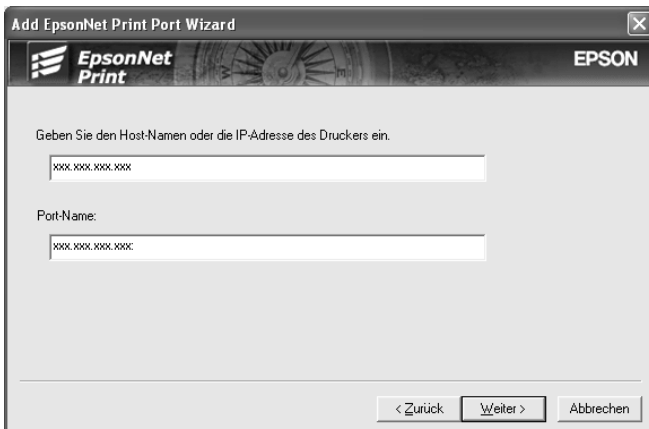 Add EpsonNet Print Port Wizard
EpsonNet
Print
EPSON
Geben Sie den Host-Namen oder die IP-Adresse des Druckers ein.
xxx.xxx.xxx.xxx
Port-Name:
xxx.xxx.xxx.xxx:
< Zurück
Weiter >
Abbrechen